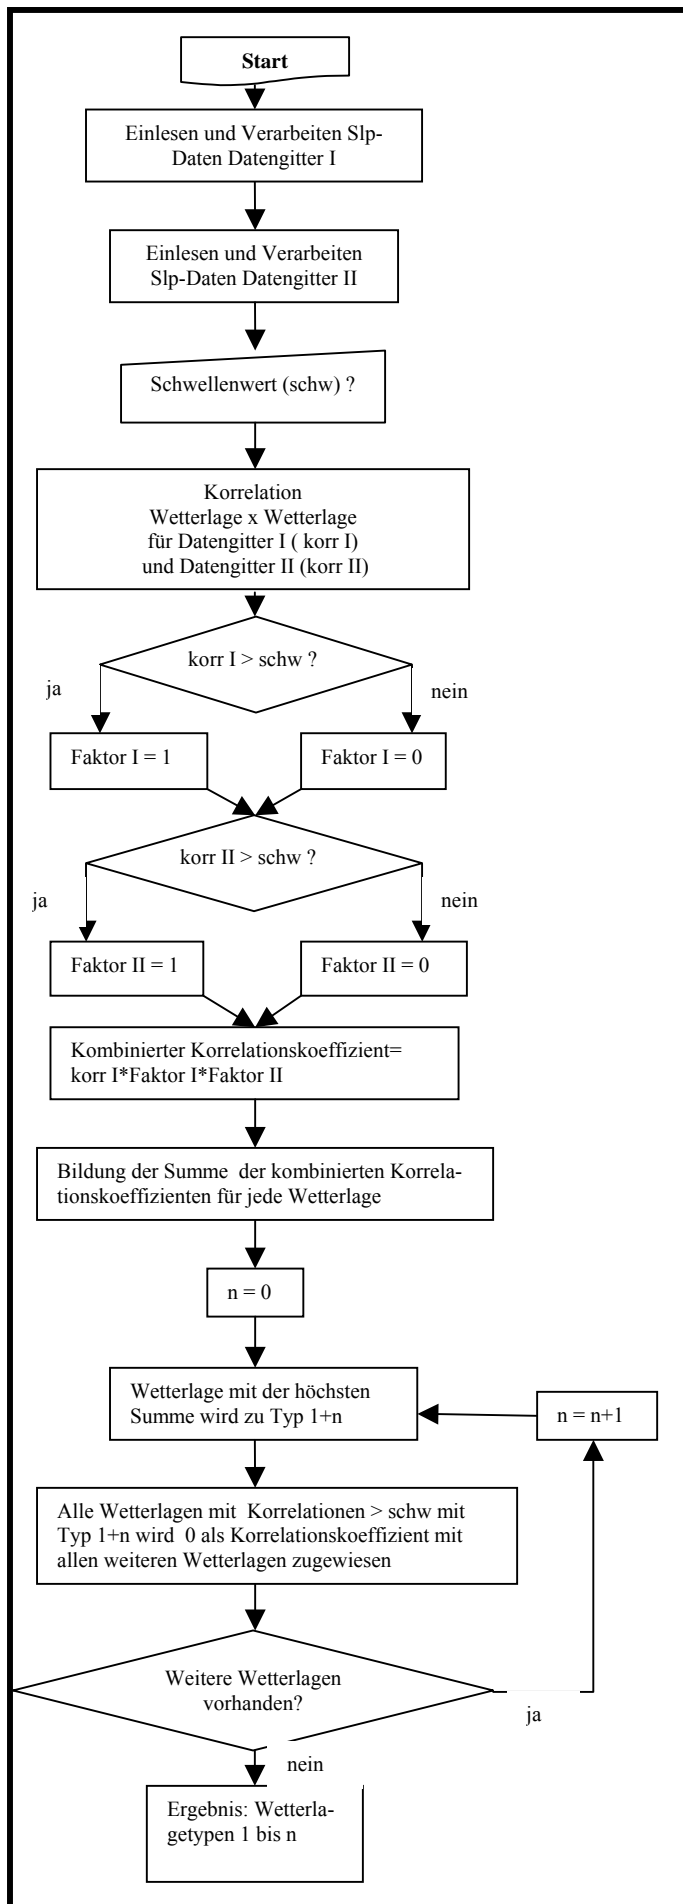 Start
Einlesen und Verarbeiten Slp-
Daten Datengitter I
Einlesen und Verarbeiten
Slp-Daten Datengitter II
Schwellenwert (schw) ?
Korrelation
Wetterlage x Wetterlage
für Datengitter I ( korr I)
und Datengitter II (korr II)
korr I > schw ?
ja
nein
Faktor I = 1
Faktor I = 0
korr II > schw ?
ja
nein
Faktor II = 1
Faktor II = 0
Kombinierter Korrelationskoeffizient=
korr I*Faktor I*Faktor II
Bildung der Summe der kombinierten Korrela-
tionskoeffizienten für jede Wetterlage
n = 0
Wetterlage mit der höchsten
Summe wird zu Typ 1+n
n = n+1
Alle Wetterlagen mit Korrelationen > schw mit
Typ 1+n wird 0 als Korrelationskoeffizient mit
allen weiteren Wetterlagen zugewiesen
Weitere Wetterlagen
vorhanden?
ja
nein
Ergebnis: Wetterla-
getypen 1 bis n